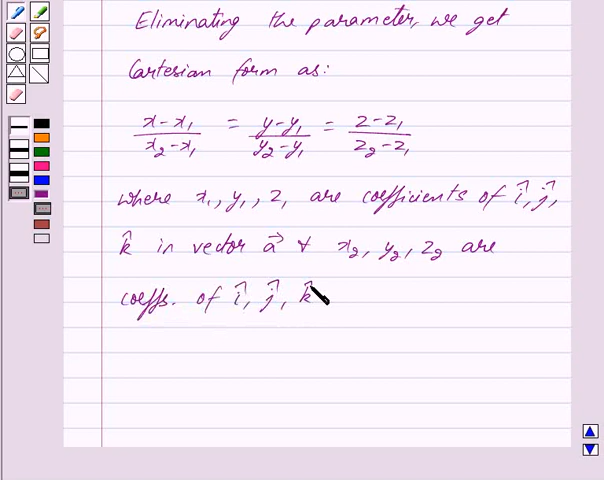 Eliminating the parameter, we get
Cartesian form as:
x-x₁/x₂-x₁ = y-y₁/y₂-y₁ = z-z₁/z₂-z₁
where x₁, y₁, z, are coefficients of î, ĵ,
k̂ in vector a⃗ & x₂, y₂, z₂ are
coeffs. of î, ĵ, k̂